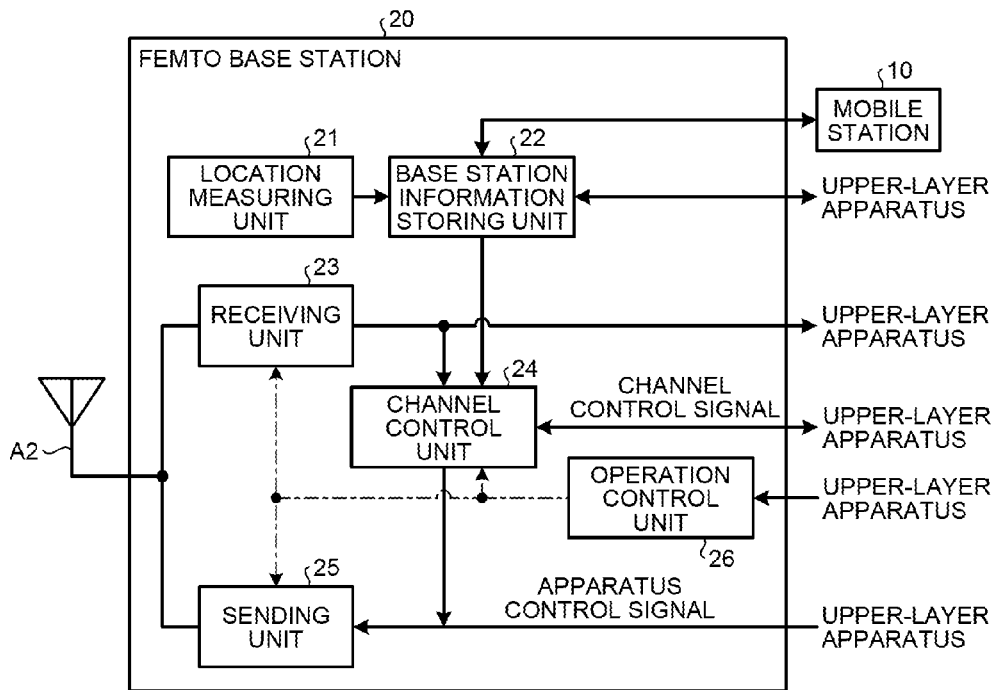 20
FEMTO BASE STATION
10
MOBILE
STATION
21
LOCATION
MEASURING
UNIT
22
BASE STATION
INFORMATION
STORING UNIT
UPPER-LAYER
APPARATUS
23
RECEIVING
UNIT
UPPER-LAYER
APPARATUS
24
CHANNEL
CONTROL
UNIT
CHANNEL
CONTROL SIGNAL
UPPER-LAYER
APPARATUS
A2
OPERATION
CONTROL
UNIT
26
UPPER-LAYER
APPARATUS
25
SENDING
UNIT
APPARATUS
CONTROL SIGNAL
UPPER-LAYER
APPARATUS